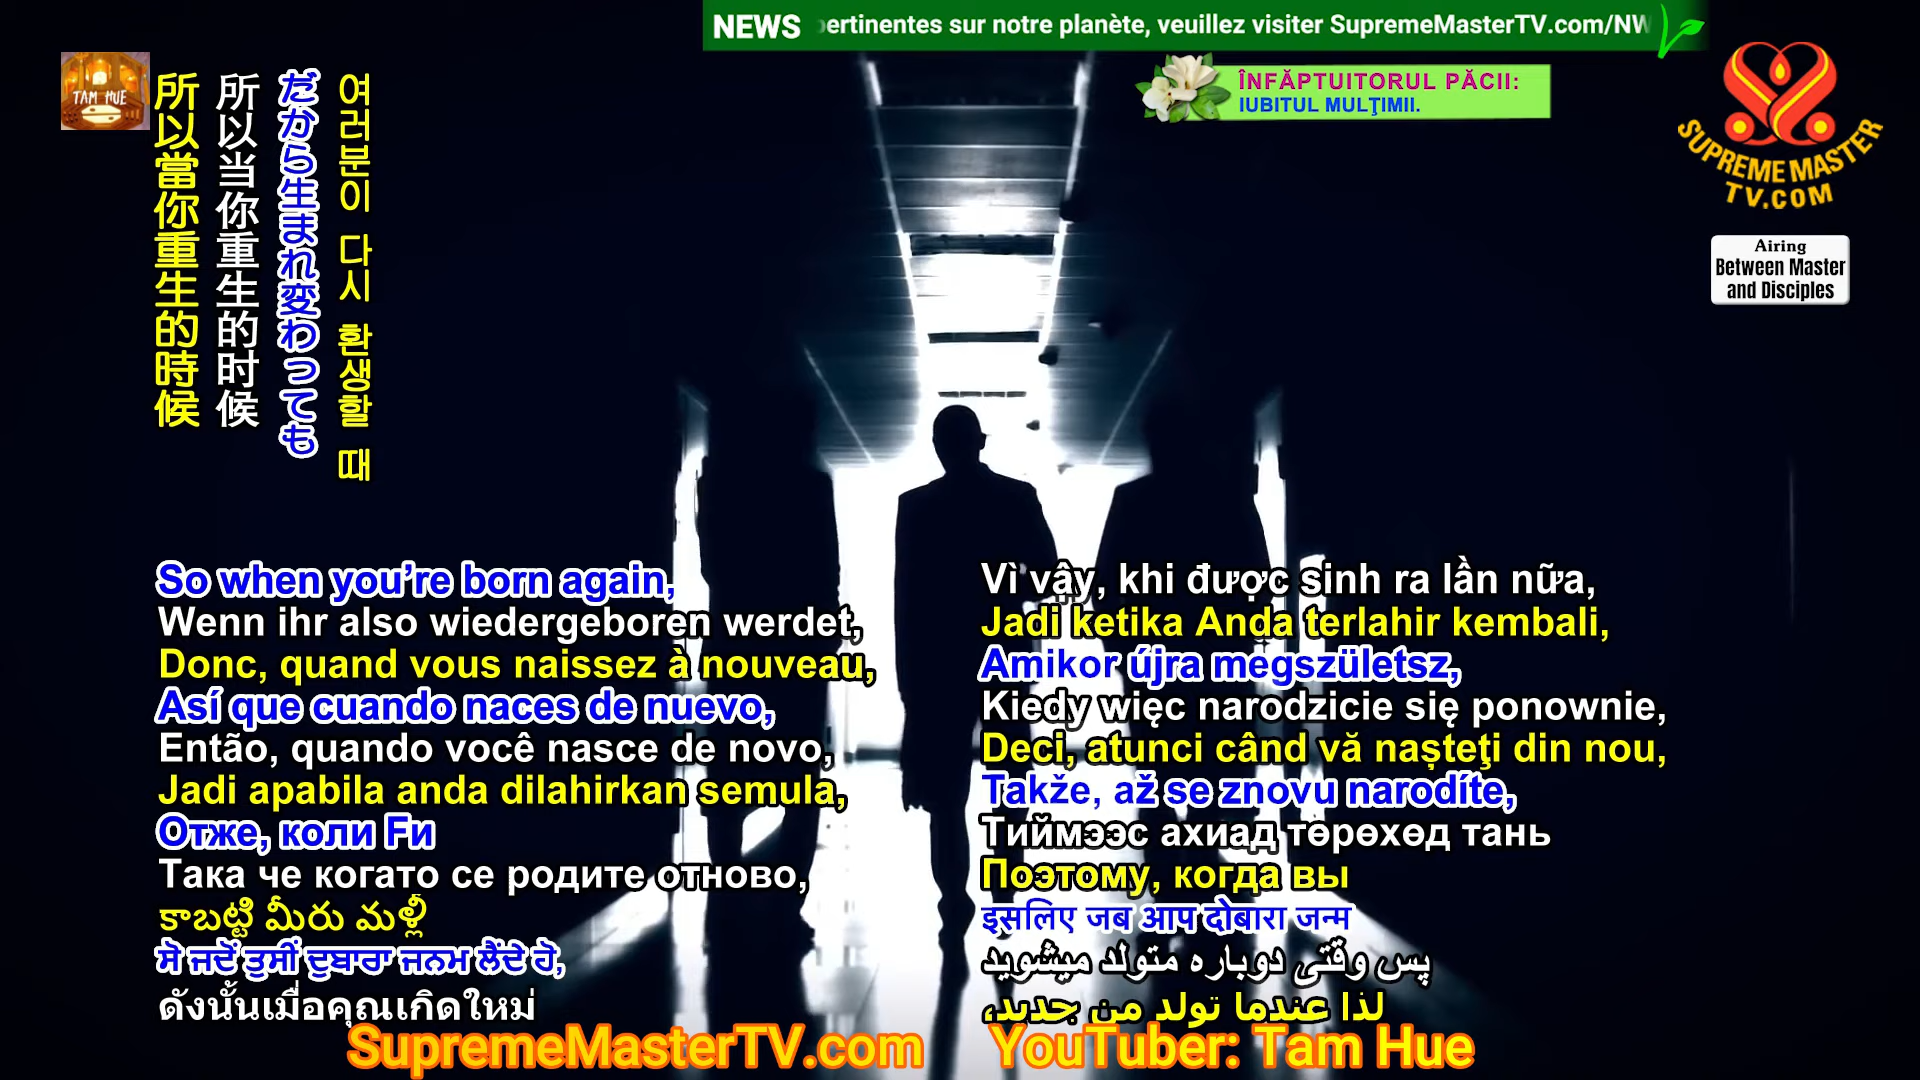 NEWS pertinentes sur notre planète, veuillez visiter SupremeMasterTV.com/NW
ÎNFĂPTUITORUL PĂCII:
IUBITUL MULŢIMII.
SUPREME MASTER
TV.COM
Airing
Between Master
and Disciples
TAM HUE
所以當你重生的時候
所以当你重生的时候
だから生まれ変わっても
여러분이 다시 환생할 때
So when you’re born again,
Wenn ihr also wiedergeboren werdet,
Donc, quand vous naissez à nouveau,
Así que cuando naces de nuevo,
Então, quando você nasce de novo,
Jadi apabila anda dilahirkan semula,
Отже, коли Ғи
Така че когато се родите отново,
కాబట్టి మీరు మళ్లీ
ਸੋ ਜਦੋਂ ਤੁਸੀਂ ਦੁਬਾਰਾ ਜਨਮ ਲੈਂਦੇ ਹੋ,
ดังนั้นเมื่อคุณเกิดใหม่
Vì vậy, khi được sinh ra lần nữa,
Jadi ketika Anda terlahir kembali,
Amikor újra megszületsz,
Kiedy więc narodzicie się ponownie,
Deci, atunci când vă naşteţi din nou,
Takže, až se znovu narodíte,
Тиймээс ахиад төрөхөд тань
Поэтому, когда вы
इसलिए जब आप दोबारा जन्म
پس وقتی دوباره متولد میشوید
لذا عندما تولد من جديد،
SupremeMasterTV.com YouTuber: Tam Hue